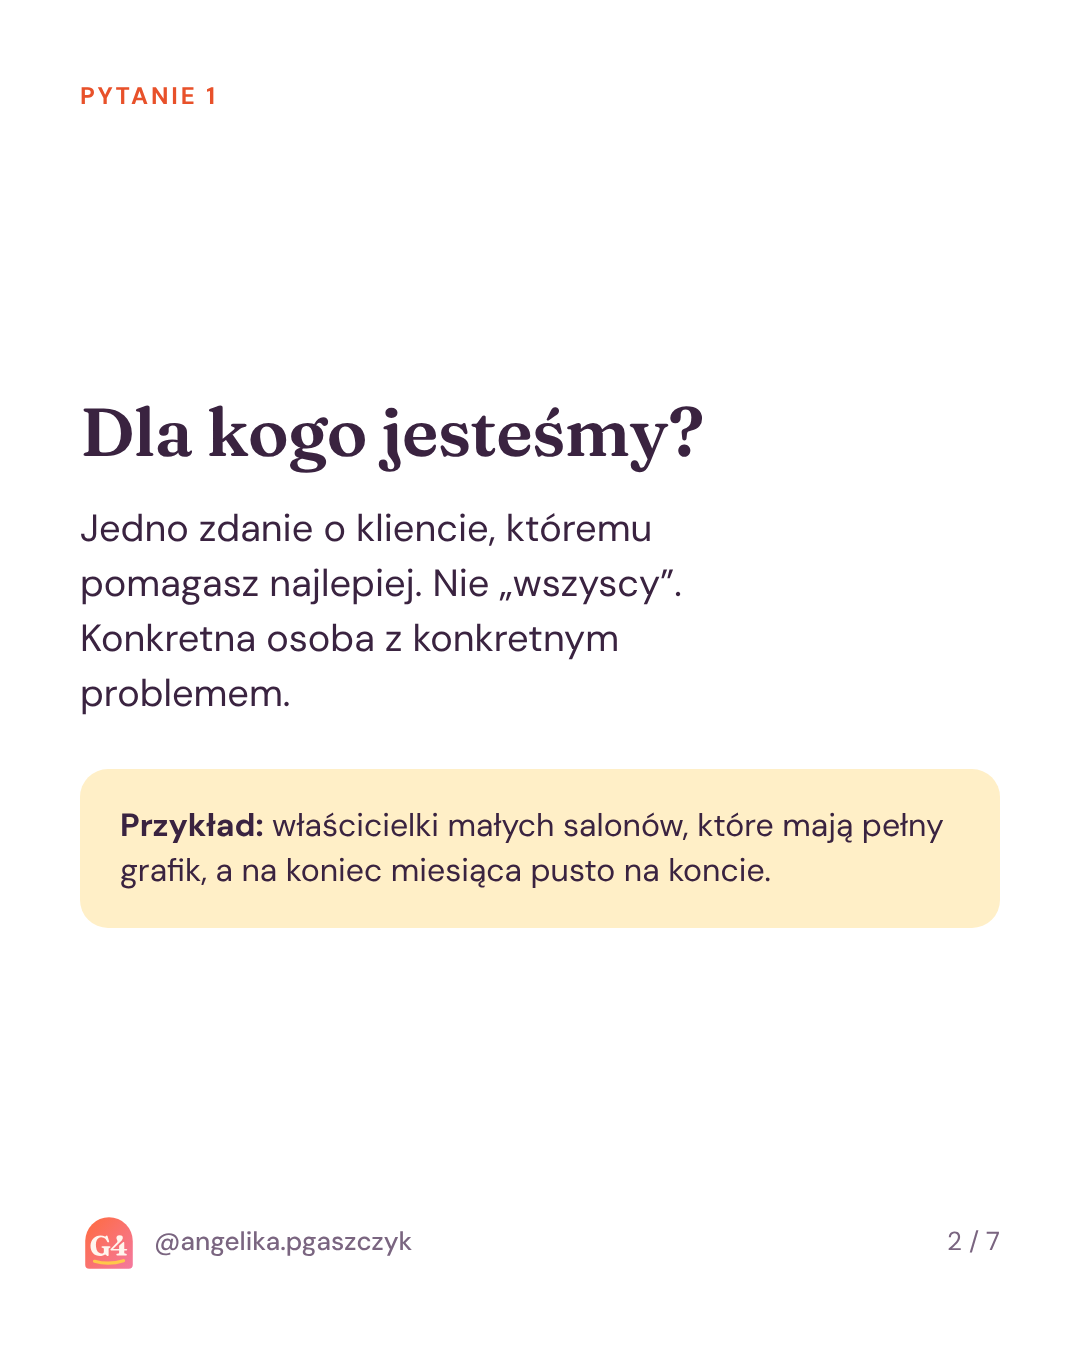 PYTANIE 1
Dla kogo jesteśmy?
Jedno zdanie o kliencie, któremu
pomagasz najlepiej. Nie „wszyscy”.
Konkretna osoba z konkretnym
problemem.
Przykład: właścicielki małych salonów, które mają pełny
grafik, a na koniec miesiąca pusto na koncie.
G4 @angelika.pgaszczyk 2 / 7